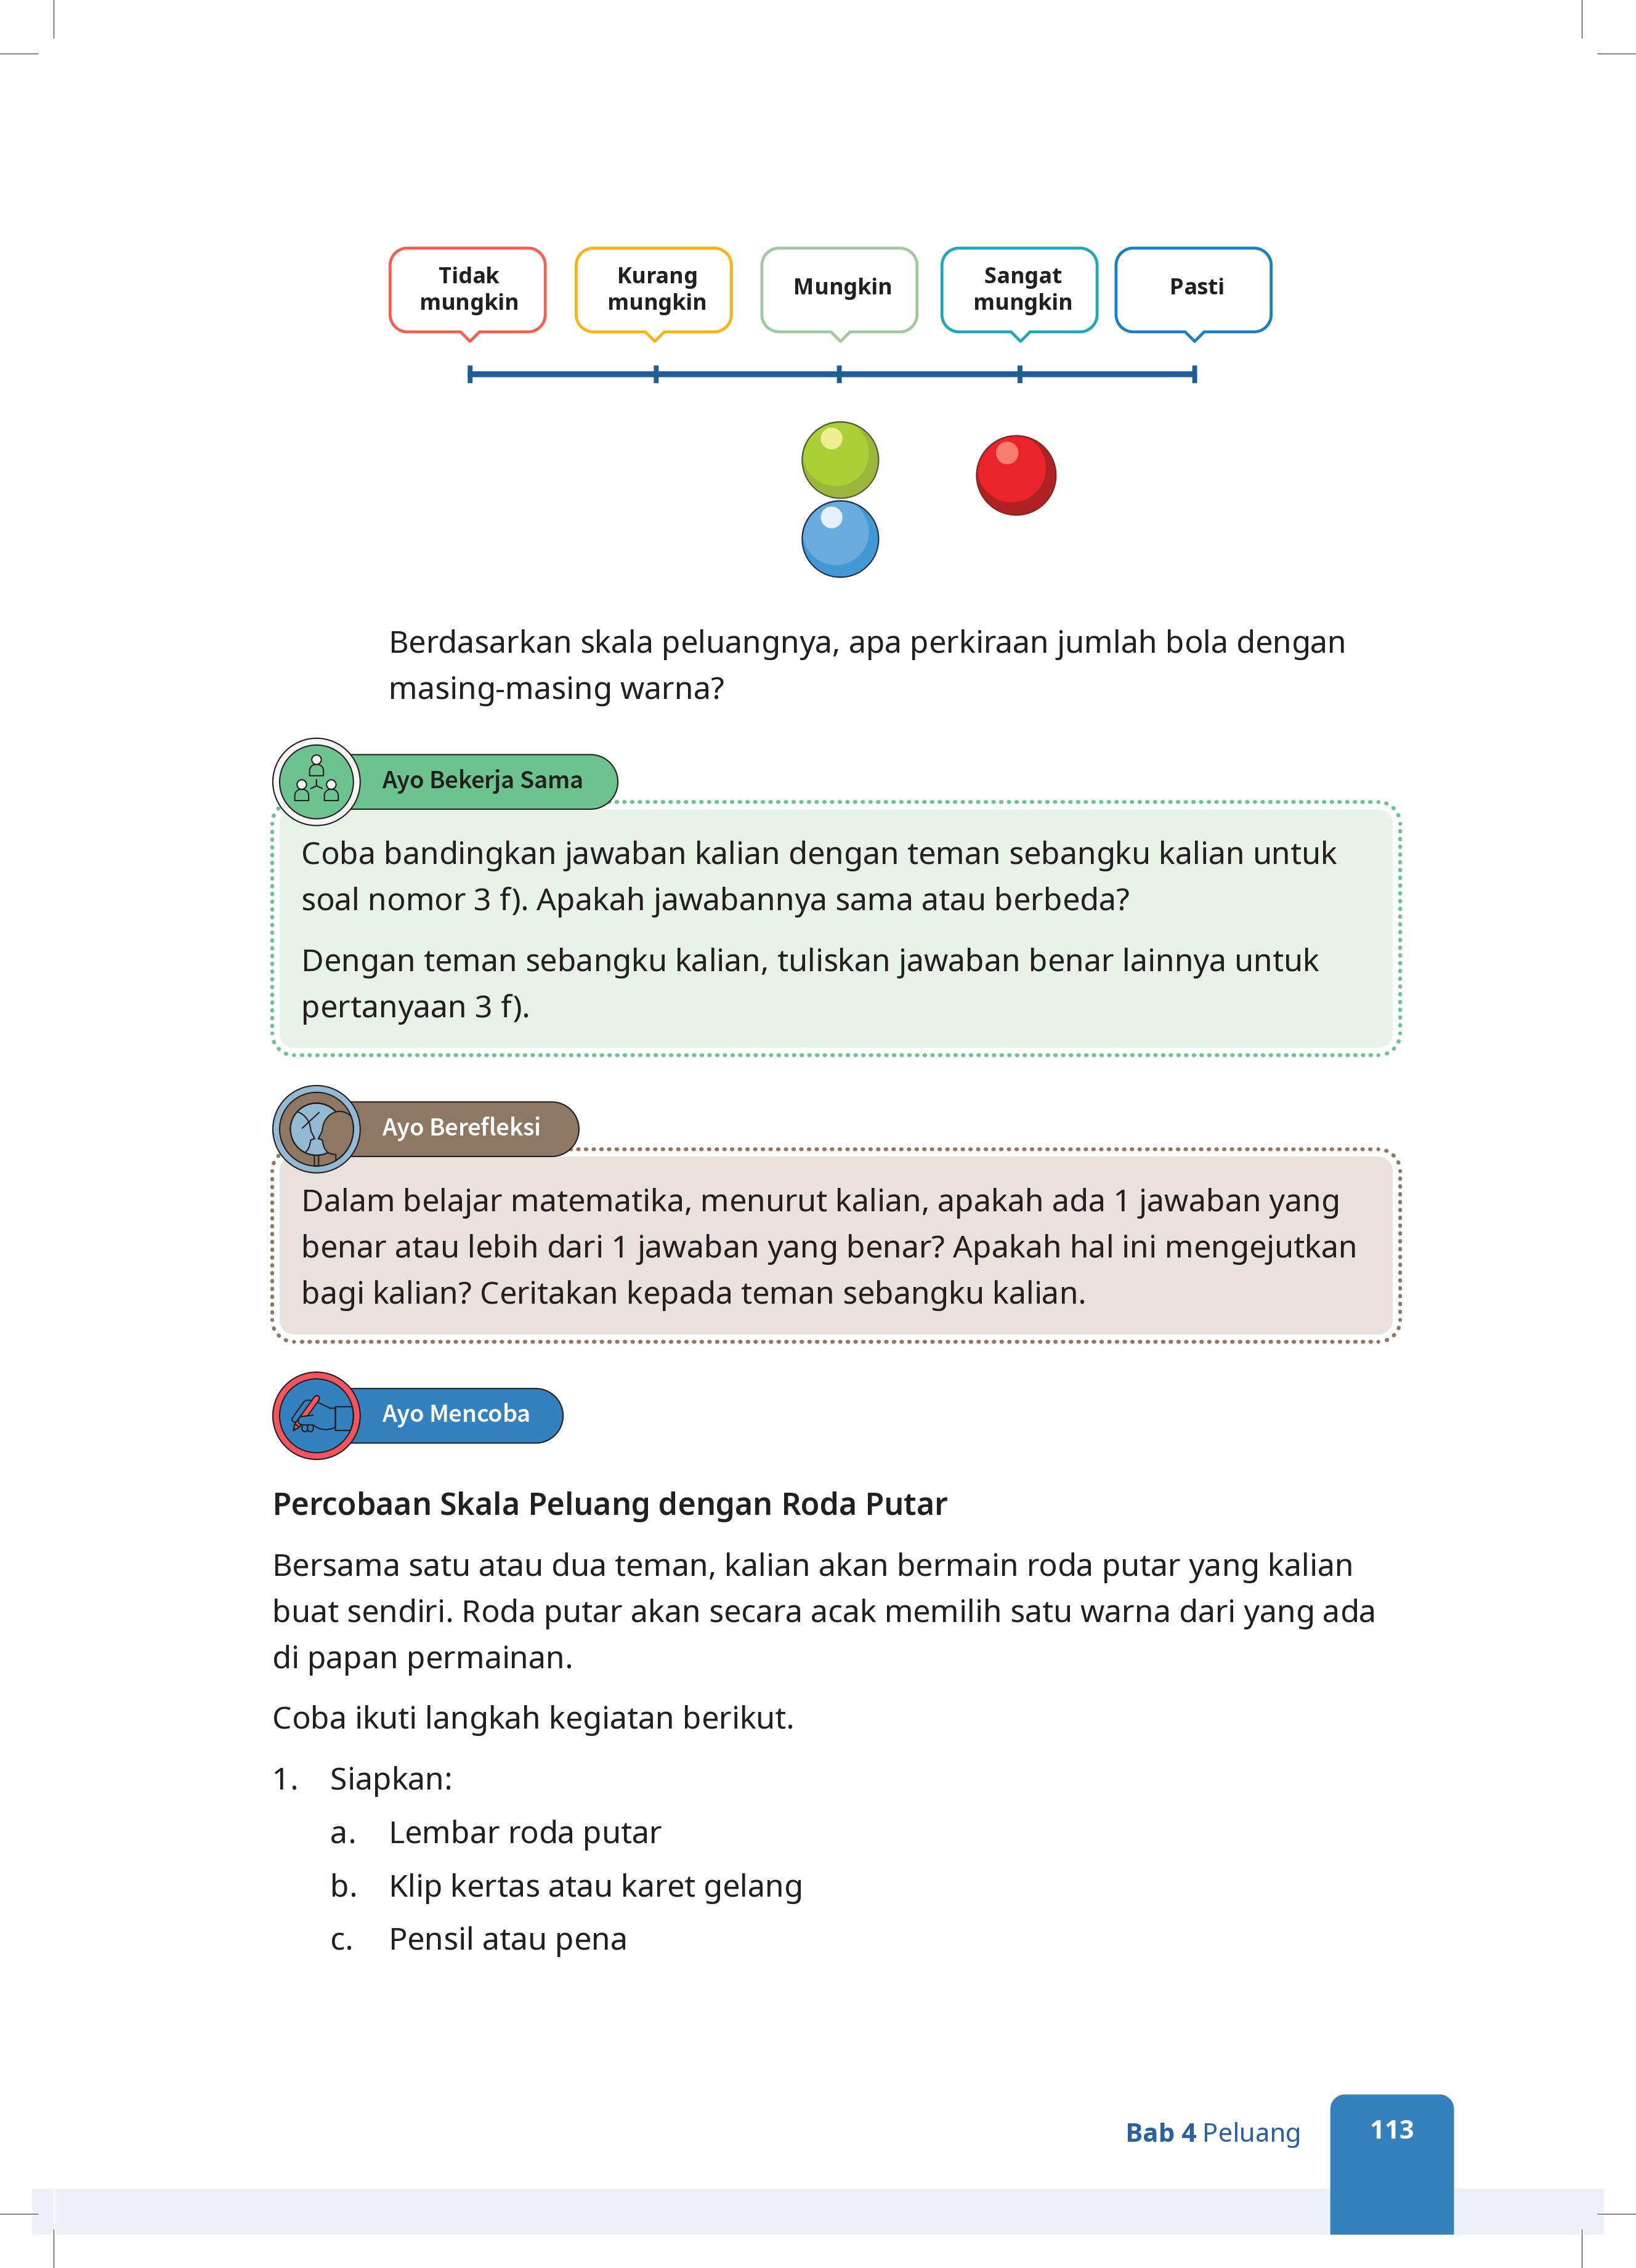 Tidak
mungkin
Kurang
mungkin
Mungkin
Sangat
mungkin
Pasti
Berdasarkan skala peluangnya, apa perkiraan jumlah bola dengan
masing-masing warna?
Ayo Bekerja Sama
Coba bandingkan jawaban kalian dengan teman sebangku kalian untuk
soal nomor 3 f). Apakah jawabannya sama atau berbeda?
Dengan teman sebangku kalian, tuliskan jawaban benar lainnya untuk
pertanyaan 3 f).
Ayo Berefleksi
Dalam belajar matematika, menurut kalian, apakah ada 1 jawaban yang
benar atau lebih dari 1 jawaban yang benar? Apakah hal ini mengejutkan
bagi kalian? Ceritakan kepada teman sebangku kalian.
Ayo Mencoba
Percobaan Skala Peluang dengan Roda Putar
Bersama satu atau dua teman, kalian akan bermain roda putar yang kalian
buat sendiri. Roda putar akan secara acak memilih satu warna dari yang ada
di papan permainan.
Coba ikuti langkah kegiatan berikut.
1. Siapkan:
a. Lembar roda putar
b. Klip kertas atau karet gelang
c. Pensil atau pena
Bab 4 Peluang
113